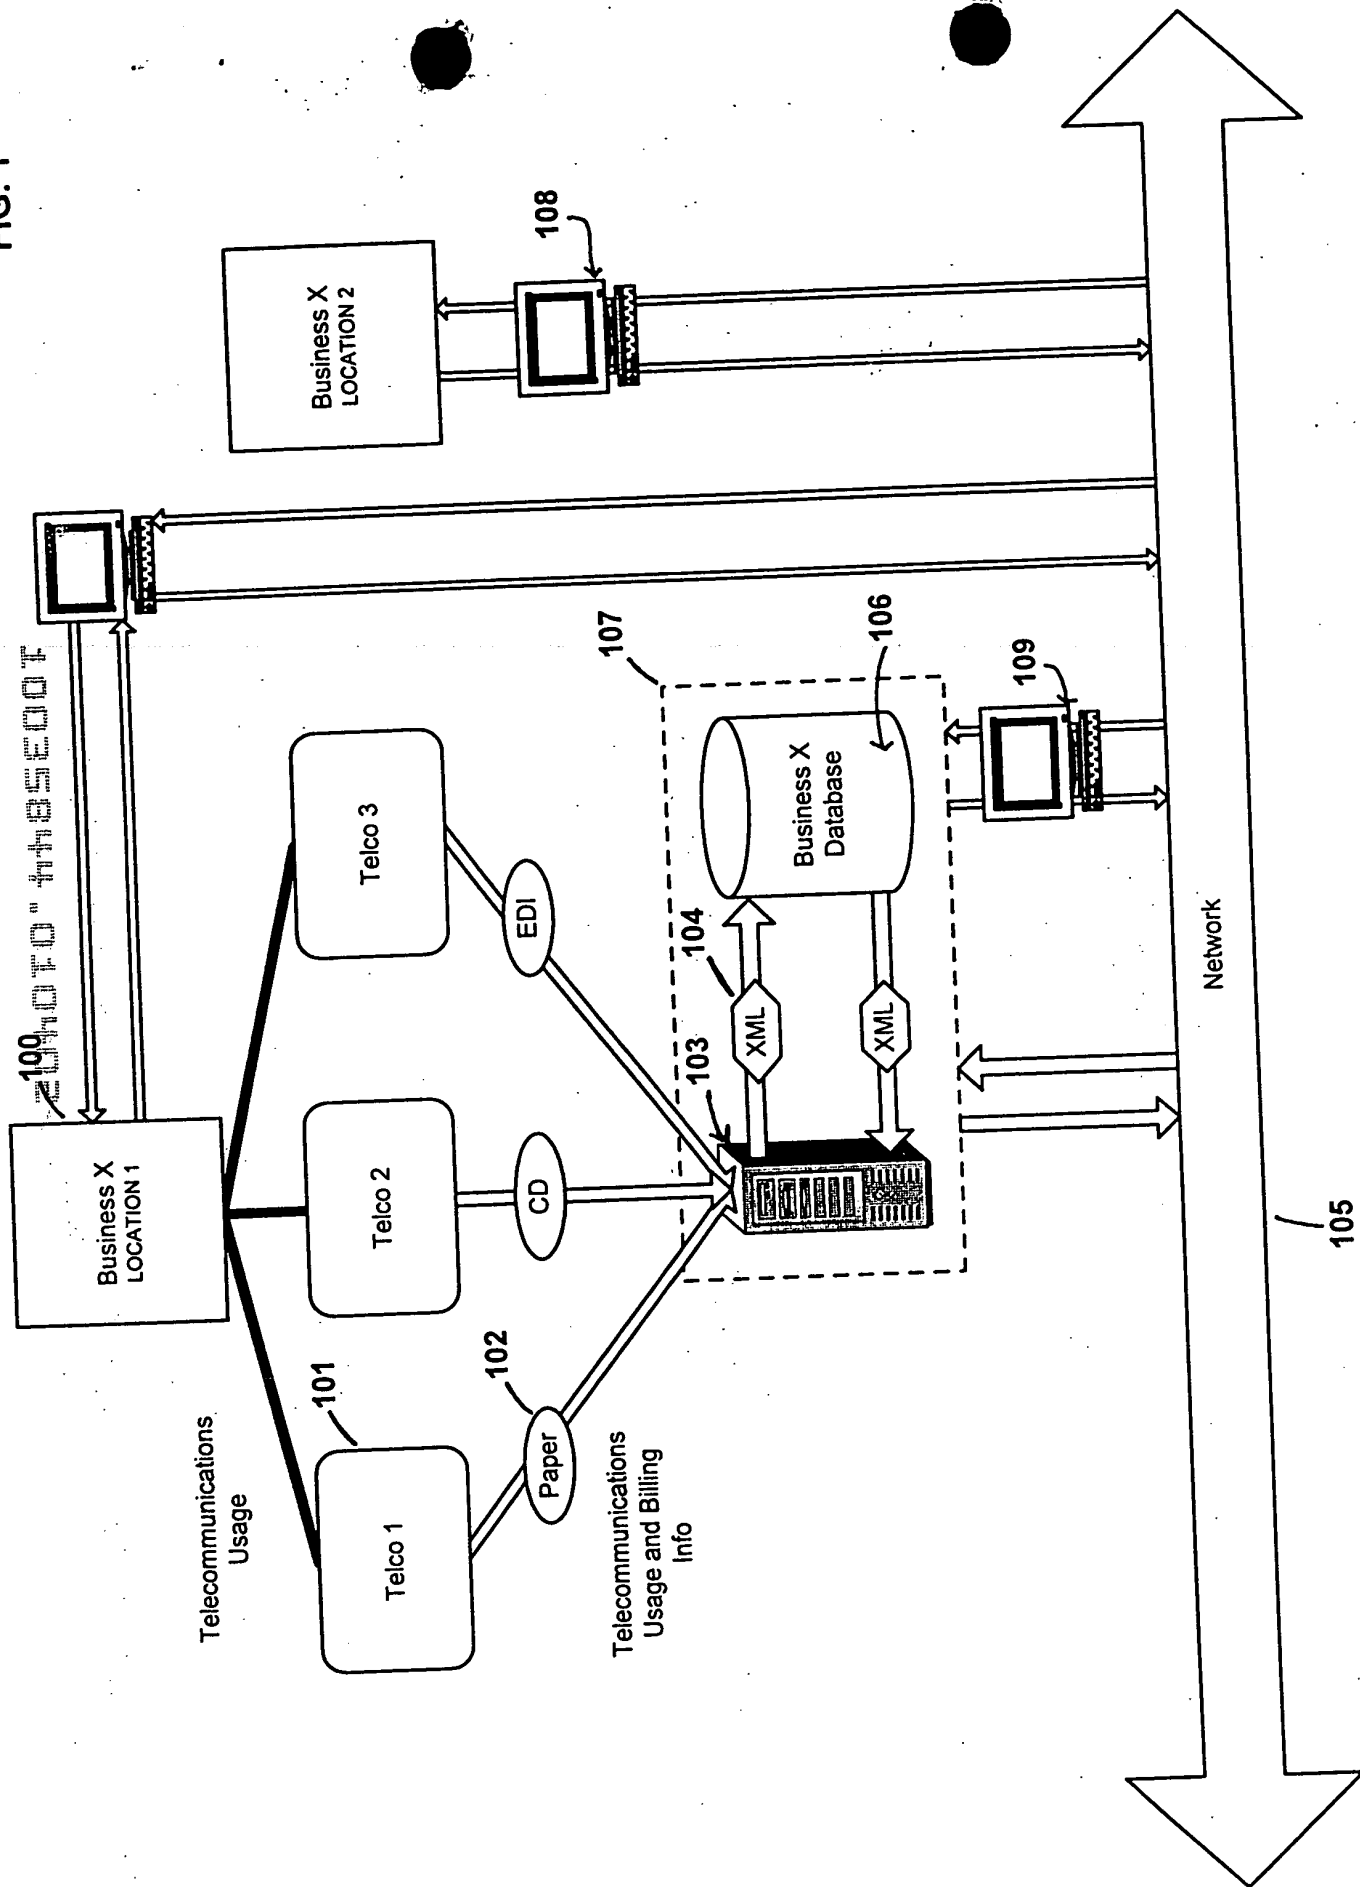 FIG. 1
100
Business X
LOCATION 1
Telecommunications
Usage
101
Telco 1
Telco 2
Telco 3
102
Paper
CD
EDI
Telecommunications
Usage and Billing
Info
103
104
XML
XML
107
Business X
Database
106
Business X
LOCATION 2
108
109
Network
105